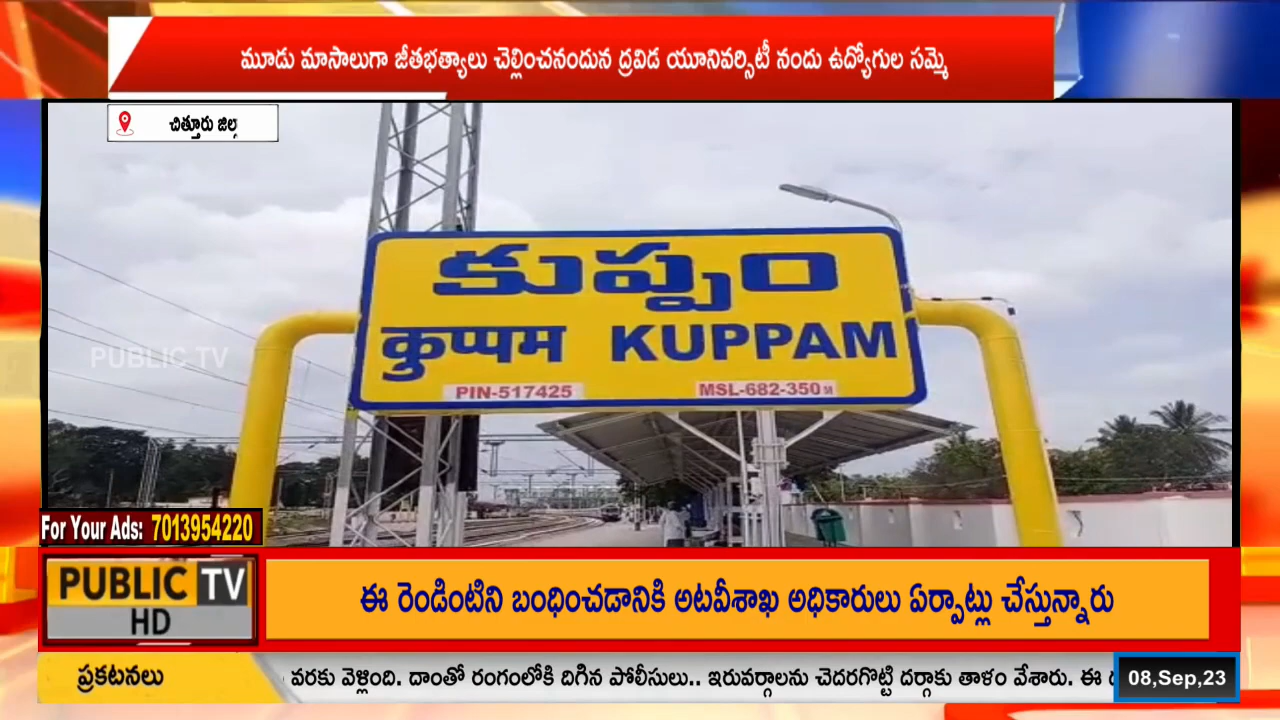 మూడు మాసాలుగా జీతభత్యాలు చెల్లించనందున ద్రవిడ యూనివర్సిటీ నందు ఉద్యోగుల సమ్మె
చిత్తూరు జిల్ల
కుప్పం
कुप्पम KUPPAM
PIN-517425 MSL-682-350 M
PUBLIC TV
For Your Ads: 7013954220
PUBLIC TV
HD
ఈ రెండింటిని బంధించడానికి అటవీశాఖ అధికారులు ఏర్పాట్లు చేస్తున్నారు
ప్రకటనలు
వరకు వెళ్లింది. దాంతో రంగంలోకి దిగిన పోలీసులు.. ఇరువర్గాలను చెదరగొట్టి దర్గాకు తాళం వేశారు. ఈ
08,Sep,23